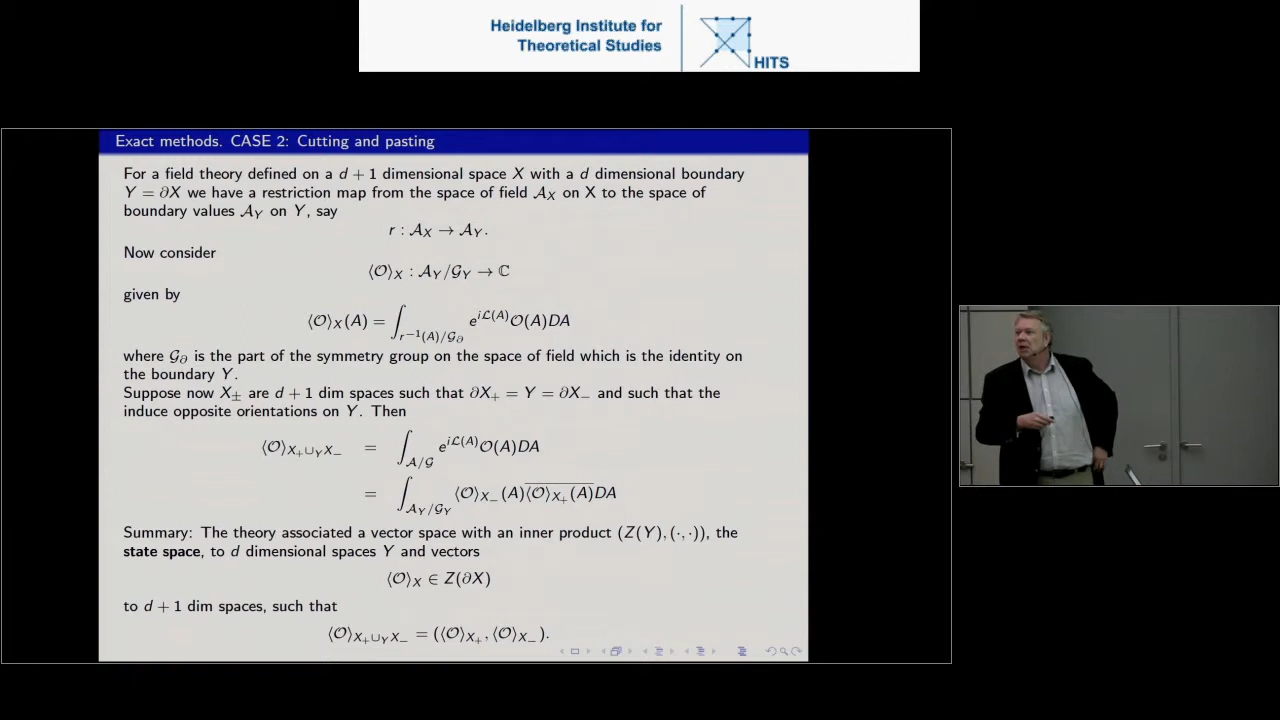 Heidelberg Institute for
Theoretical Studies
HITS
Exact methods. CASE 2: Cutting and pasting
For a field theory defined on a d + 1 dimensional space X with a d dimensional boundary
Y = ∂X we have a restriction map from the space of field 𝒜_X on X to the space of
boundary values 𝒜_Y on Y, say
r : 𝒜_X → 𝒜_Y.
Now consider
⟨𝒪⟩_X : 𝒜_Y/𝒢_Y → ℂ
given by
⟨𝒪⟩_X(A) = ∫_{r⁻¹(A)/𝒢_∂} e^{iℒ(A)}𝒪(A)DA
where 𝒢_∂ is the part of the symmetry group on the space of field which is the identity on
the boundary Y.
Suppose now X_± are d + 1 dim spaces such that ∂X_+ = Y = ∂X_− and such that the
induce opposite orientations on Y. Then
⟨𝒪⟩_{X_+∪_Y X_−} = ∫_{𝒜/𝒢} e^{iℒ(A)}𝒪(A)DA
= ∫_{𝒜_Y/𝒢_Y} ⟨𝒪⟩_{X_−}(A)\overline{⟨𝒪⟩_{X_+}(A)}DA
Summary: The theory associated a vector space with an inner product (Z(Y), (·, ·)), the
state space, to d dimensional spaces Y and vectors
⟨𝒪⟩_X ∈ Z(∂X)
to d + 1 dim spaces, such that
⟨𝒪⟩_{X_+∪_Y X_−} = (⟨𝒪⟩_{X_+}, ⟨𝒪⟩_{X_−}).